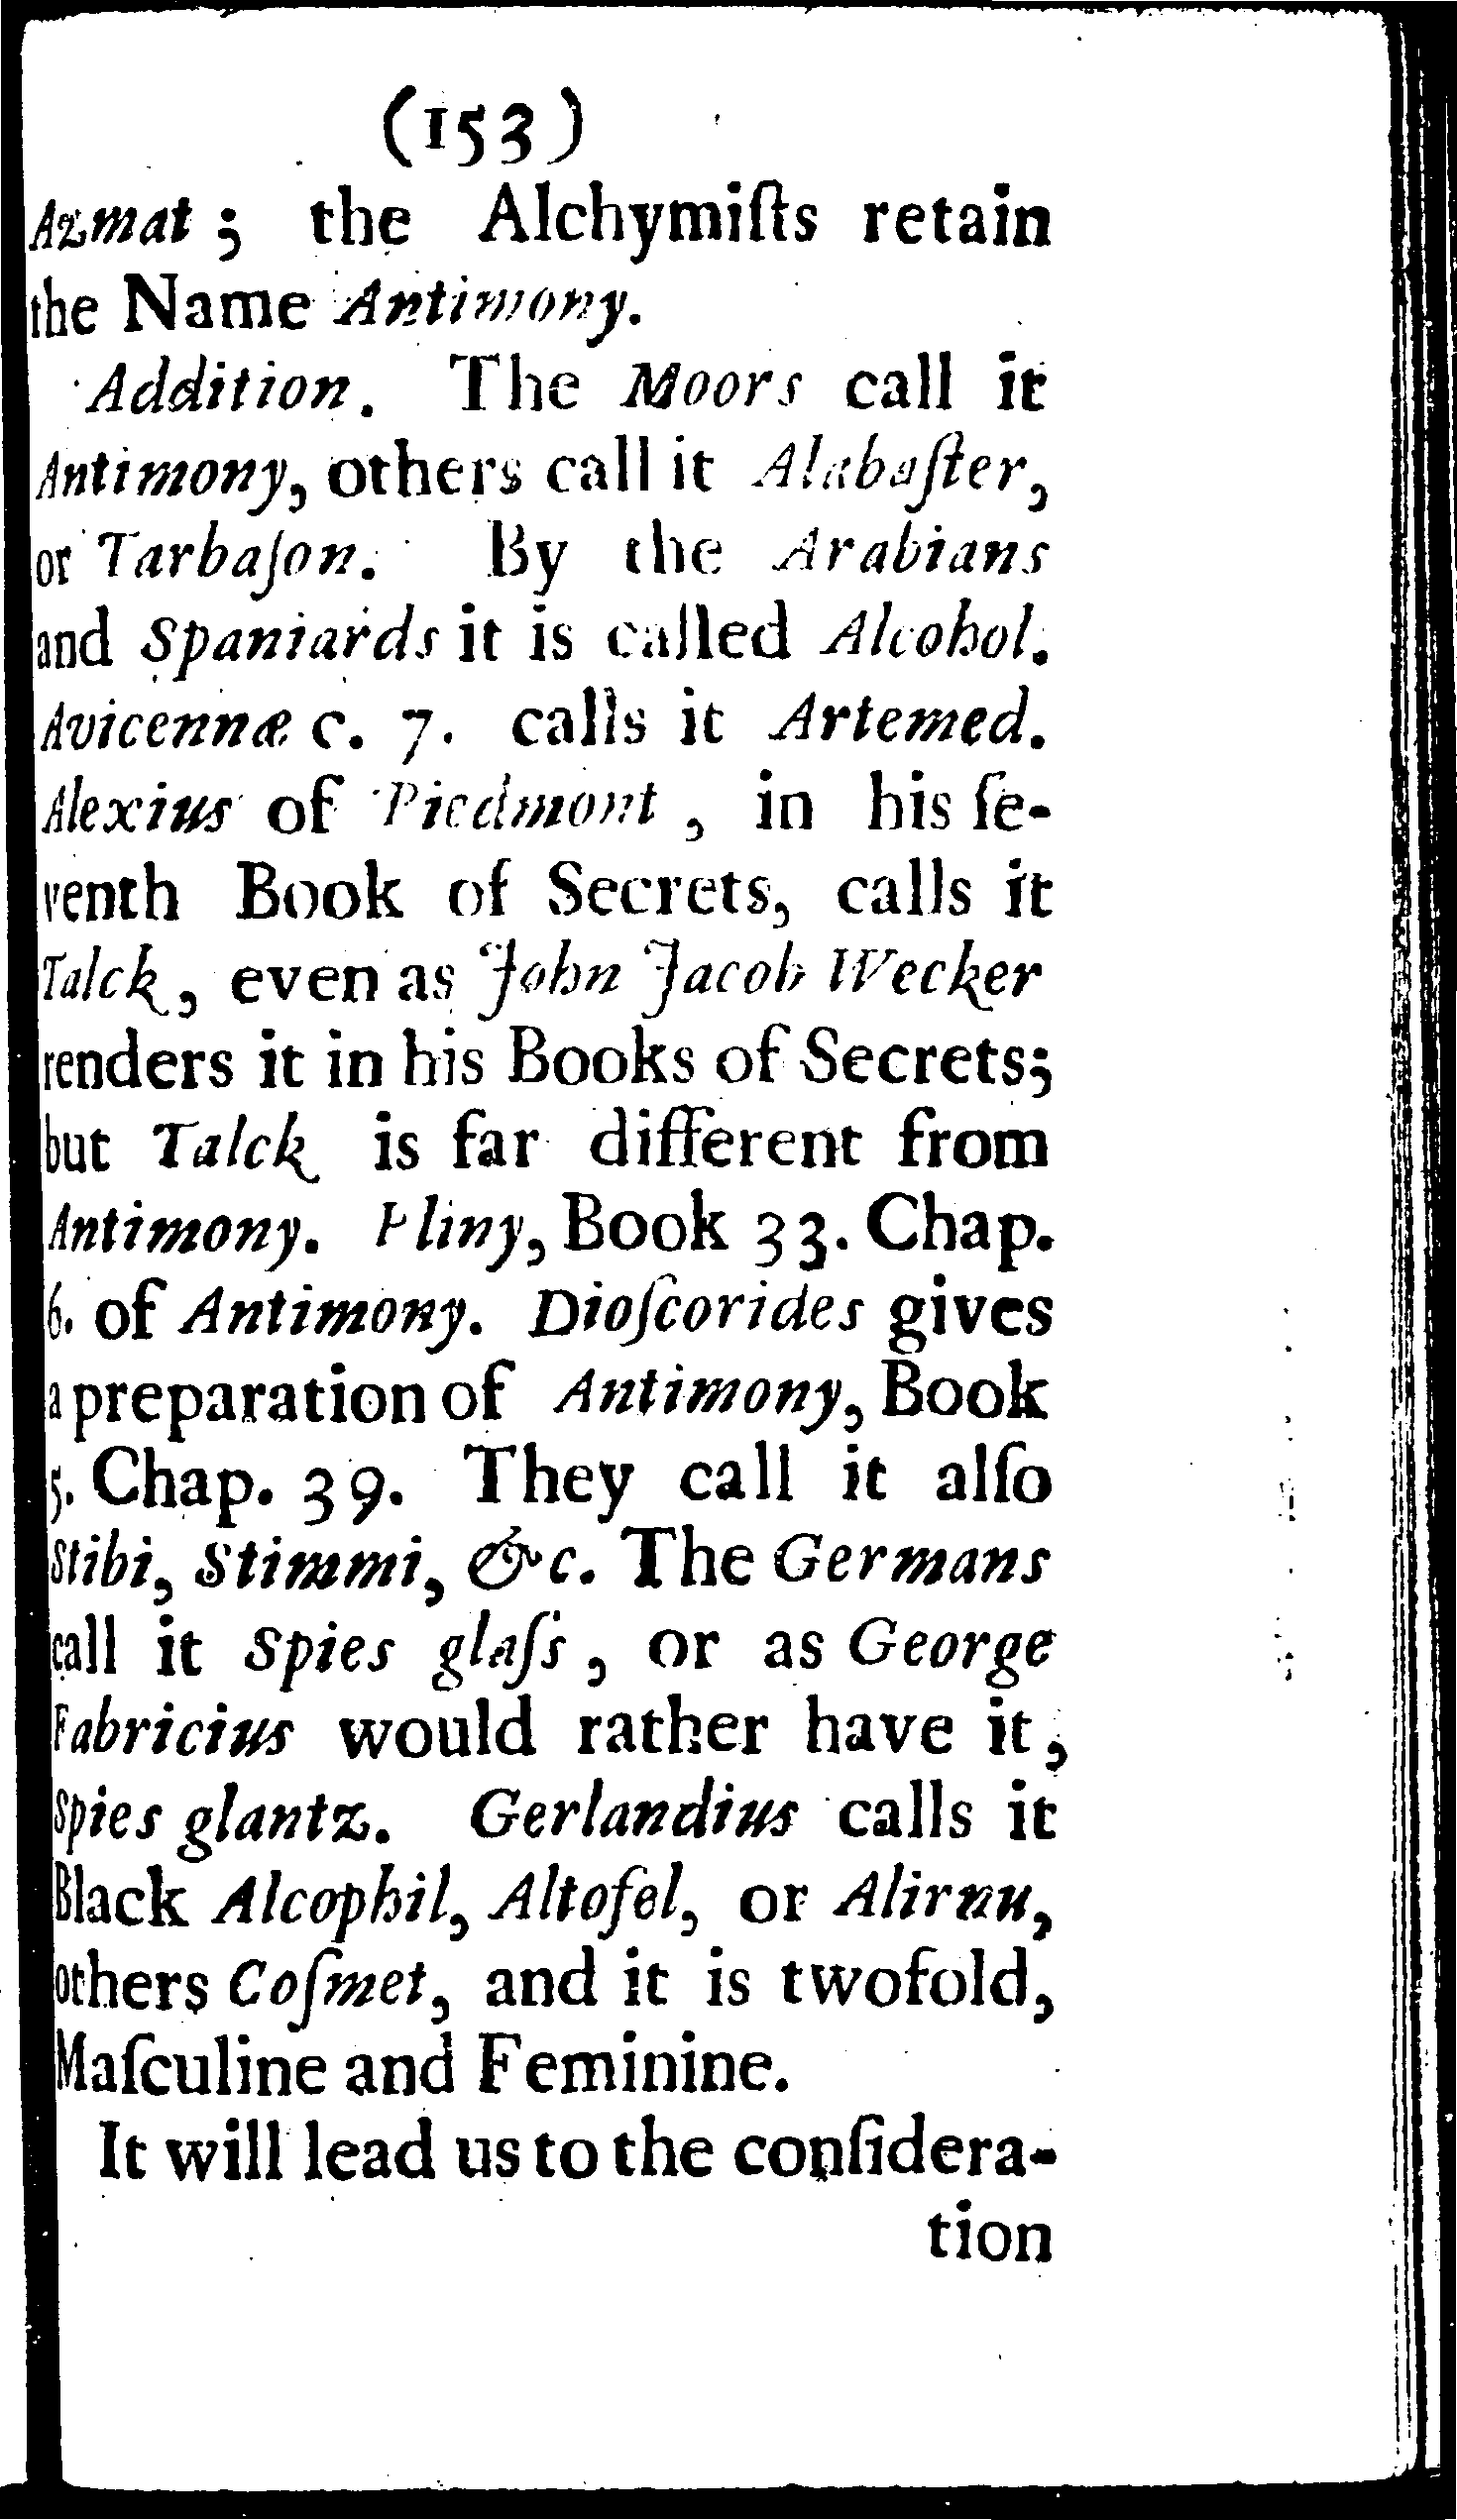 (153)
Azmat; the Alchymiſts retain
the Name Antimony.
Addition. The Moors call it
Antimony, others call it Alabaſter,
or Tarbaſon. By the Arabians
and Spaniards it is called Alcohol.
Avicennæ c. 7. calls it Artemed.
Alexius of Piedmont, in his ſe-
venth Book of Secrets, calls it
Talck, even as John Jacob Wecker
renders it in his Books of Secrets;
but Talck is far different from
Antimony. Pliny, Book 33. Chap.
6. of Antimony. Dioſcorides gives
a preparation of Antimony, Book
5. Chap. 39. They call it alſo
Stibi, Stimmi, &c. The Germans
call it Spies glaſs, or as George
Fabricius would rather have it,
Spies glantz. Gerlandius calls it
Black Alcophil, Altofel, or Alirnu,
others Coſmet, and it is twofold,
Maſculine and Feminine.
It will lead us to the conſidera-
tion